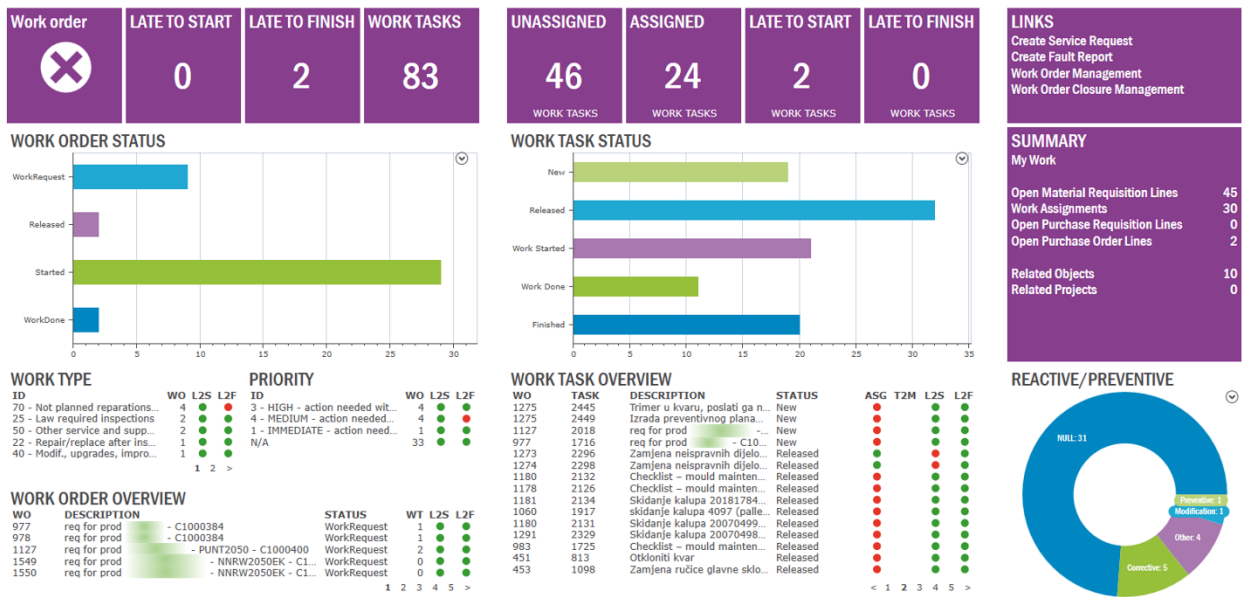 Work order
LATE TO START
0
LATE TO FINISH
2
WORK TASKS
83
UNASSIGNED
46
WORK TASKS
ASSIGNED
24
WORK TASKS
LATE TO START
2
WORK TASKS
LATE TO FINISH
0
WORK TASKS
LINKS
Create Service Request
Create Fault Report
Work Order Management
Work Order Closure Management
WORK ORDER STATUS
WorkRequest
Released
Started
WorkDone
0 5 10 15 20 25 30
WORK TASK STATUS
New
Released
Work Started
Work Done
Finished
0 5 10 15 20 25 30 35
SUMMARY
My Work
Open Material Requisition Lines 45
Work Assignments 30
Open Purchase Requisition Lines 0
Open Purchase Order Lines 2
Related Objects 10
Related Projects 0
WORK TYPE
ID WO L2S L2F
70 - Not planned reparations... 4
25 - Law required inspections 2
50 - Other service and supp... 2
22 - Repair/replace after ins... 1
40 - Modif., upgrades, impro... 1
1 2 >
PRIORITY
ID WO L2S L2F
3 - HIGH - action needed wit... 4
4 - MEDIUM - action needed... 4
1 - IMMEDIATE - action need... 1
N/A 33
WORK ORDER OVERVIEW
WO DESCRIPTION STATUS WT L2S L2F
977 req for prod - C1000384 WorkRequest 1
978 req for prod - C1000384 WorkRequest 1
1127 req for prod - PUNT2050 - C1000400 WorkRequest 2
1549 req for prod - NNRW2050EK - C1... WorkRequest 0
1550 req for prod - NNRW2050EK - C1... WorkRequest 0
1 2 3 4 5 >
WORK TASK OVERVIEW
WO TASK DESCRIPTION STATUS ASG T2M L2S L2F
1275 2445 Trimer u kvaru, poslati ga n... New
1275 2449 Izrada preventivnog plana... New
1127 2018 req for prod -... New
977 1716 req for prod - C10... New
1273 2296 Zamjena neispravnih dijelo... Released
1274 2298 Zamjena neispravnih dijelo... Released
1180 2132 Checklist – mould mainten... Released
1178 2126 Checklist – mould mainten... Released
1181 2134 Skidanje kalupa 20181784... Released
1060 1917 skidanje kalupa 4097 (palle... Released
1180 2131 Skidanje kalupa 20070499... Released
1291 2329 Skidanje kalupa 20070498... Released
983 1725 Checklist – mould mainten... Released
451 813 Otkloniti kvar Released
453 1098 Zamjena ručice glavne sklo... Released
< 1 2 3 4 5 >
REACTIVE/PREVENTIVE
NULL: 31
Preventive: 1
Modification: 1
Other: 4
Corrective: 5